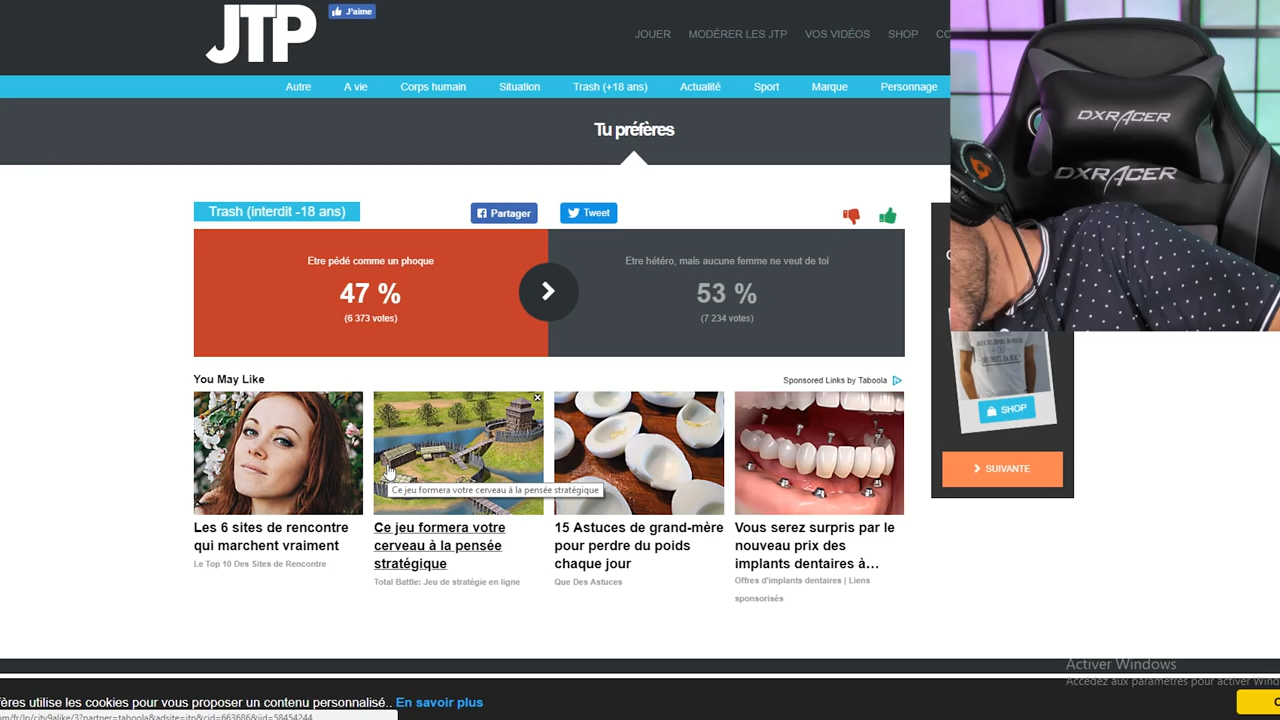 JTP
J'aime
JOUER MODÉRER LES JTP VOS VIDÉOS SHOP
Autre A vie Corps humain Situation Trash (+18 ans) Actualité Sport Marque Personnage
Tu préfères
Trash (interdit -18 ans)
Partager
Tweet
Etre pédé comme un phoque
47 %
(6 373 votes)
Etre hétéro, mais aucune femme ne veut de toi
53 %
(7 234 votes)
DXRACER
DXRACER
SHOP
SUIVANTE
You May Like
Sponsored Links by Taboola
Ce jeu formera votre cerveau à la pensée stratégique
Les 6 sites de rencontre
qui marchent vraiment
Le Top 10 Des Sites de Rencontre
Ce jeu formera votre
cerveau à la pensée
stratégique
Total Battle: Jeu de stratégie en ligne
15 Astuces de grand-mère
pour perdre du poids
chaque jour
Que Des Astuces
Vous serez surpris par le
nouveau prix des
implants dentaires à...
Offres d'implants dentaires | Liens
sponsorisés
Activer Windows
Accédez aux paramètres pour activer Wind
fères utilise les cookies pour vous proposer un contenu personnalisé.. En savoir plus